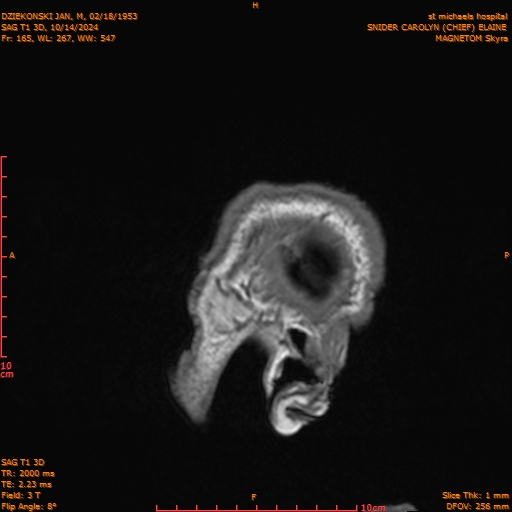 H
DZIEKONSKI JAN, M, 02/18/1953
SAG T1 3D, 10/14/2024
Fr: 165, WL: 267, WW: 547
st michaels hospital
SNIDER CAROLYN (CHIEF) ELAINE
MAGNETOM Skyra
A
P
10
cm
SAG T1 3D
TR: 2000 ms
TE: 2.23 ms
Field: 3 T
Flip Angle: 8°
F
10cm
Slice Thk: 1 mm
DFOV: 256 mm